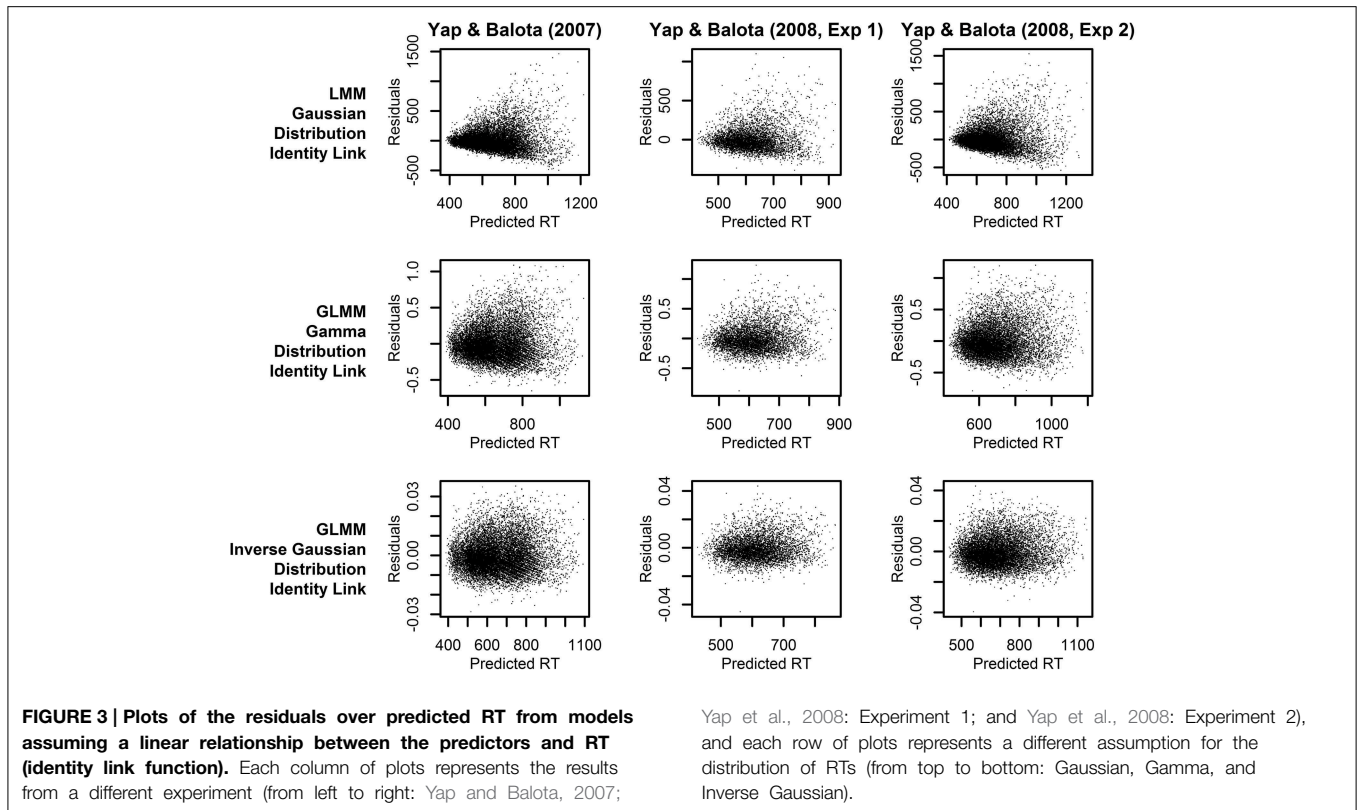 Yap & Balota (2007)
Yap & Balota (2008, Exp 1)
Yap & Balota (2008, Exp 2)
LMM
Gaussian
Distribution
Identity Link
Residuals
1500
500
-500
400
800
1200
Predicted RT
Residuals
500
0
500
700
900
Predicted RT
Residuals
1500
500
-500
400
800
1200
Predicted RT
GLMM
Gamma
Distribution
Identity Link
Residuals
1.0
0.5
-0.5
400
800
Predicted RT
Residuals
0.5
-0.5
500
700
900
Predicted RT
Residuals
1.5
0.5
-0.5
600
1000
Predicted RT
GLMM
Inverse Gaussian
Distribution
Identity Link
Residuals
0.03
0.00
-0.03
400
600
800
1100
Predicted RT
Residuals
0.04
0.00
-0.04
500
700
Predicted RT
Residuals
0.04
0.00
-0.04
500
800
1100
Predicted RT
FIGURE 3 | Plots of the residuals over predicted RT from models
assuming a linear relationship between the predictors and RT
(identity link function). Each column of plots represents the results
from a different experiment (from left to right: Yap and Balota, 2007;
Yap et al., 2008: Experiment 1; and Yap et al., 2008: Experiment 2),
and each row of plots represents a different assumption for the
distribution of RTs (from top to bottom: Gaussian, Gamma, and
Inverse Gaussian).